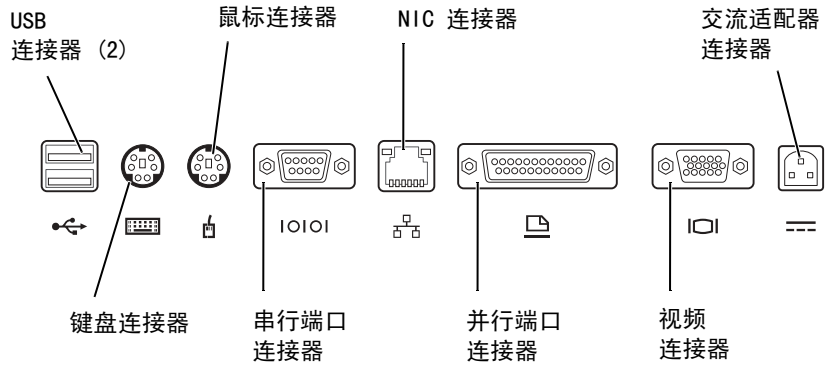 USB
连接器 (2)
鼠标连接器
NIC 连接器
交流适配器
连接器
键盘连接器
串行端口
连接器
并行端口
连接器
视频
连接器